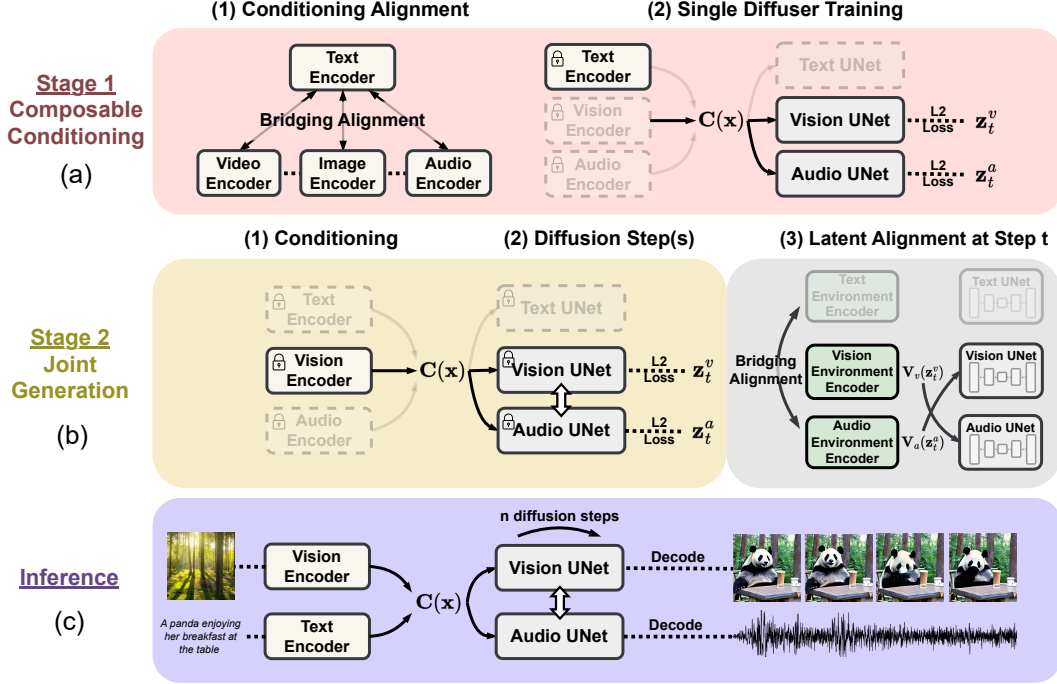 (1) Conditioning Alignment
(2) Single Diffuser Training
Stage 1
Composable
Conditioning
(a)
Text
Encoder
Bridging Alignment
Video
Encoder
Image
Encoder
Audio
Encoder
Text
Encoder
Vision
Encoder
Audio
Encoder
C(x)
Text UNet
Vision UNet
Audio UNet
L2
Loss
z_t^v
L2
Loss
z_t^a
(1) Conditioning
(2) Diffusion Step(s)
(3) Latent Alignment at Step t
Stage 2
Joint
Generation
(b)
Text
Encoder
Vision
Encoder
Audio
Encoder
C(x)
Text UNet
Vision UNet
Audio UNet
L2
Loss
z_t^v
L2
Loss
z_t^a
Bridging
Alignment
Text
Environment
Encoder
Vision
Environment
Encoder
Audio
Environment
Encoder
V_v(z_t^v)
V_a(z_t^a)
Text UNet
Vision UNet
Audio UNet
Inference
(c)
A panda enjoying
her breakfast at
the table
Vision
Encoder
Text
Encoder
C(x)
n diffusion steps
Vision UNet
Audio UNet
Decode
Decode